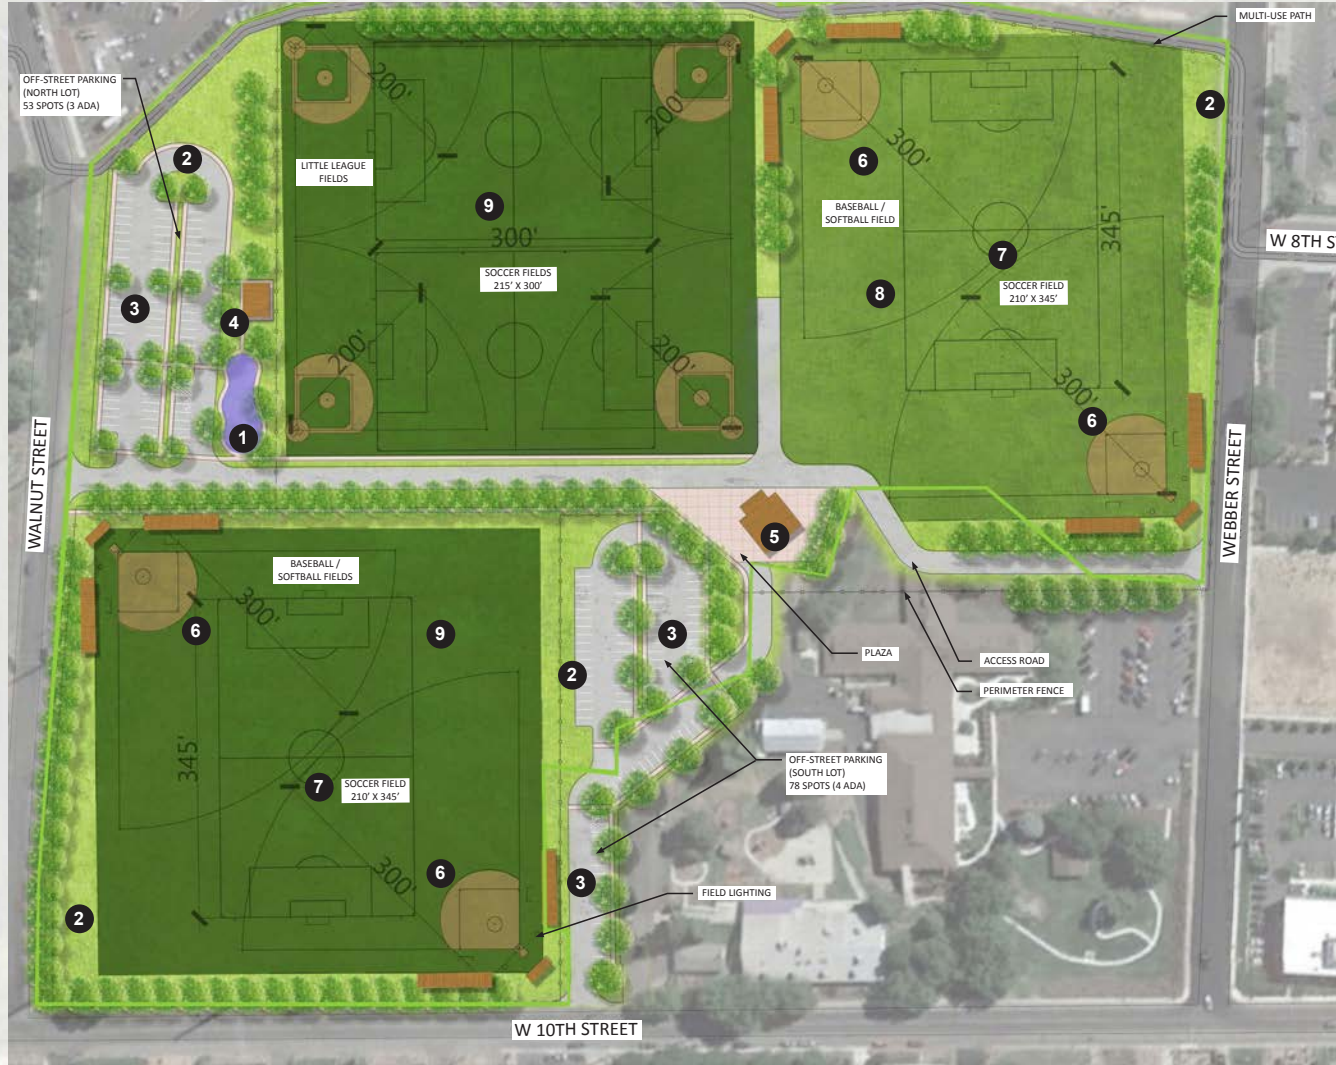 MULTI-USE PATH
OFF-STREET PARKING
(NORTH LOT)
53 SPOTS (3 ADA)
2
2
200'
200'
300'
LITTLE LEAGUE
FIELDS
6
9
BASEBALL /
SOFTBALL FIELD
300'
345'
W 8TH S
7
SOCCER FIELDS
215' X 300'
SOCCER FIELD
210' X 345'
8
3
4
200'
200'
300'
6
1
WALNUT STREET
WEBBER STREET
5
BASEBALL /
SOFTBALL FIELDS
300'
6
9
3
2
PLAZA
ACCESS ROAD
PERIMETER FENCE
345'
7
SOCCER FIELD
210' X 345'
OFF-STREET PARKING
(SOUTH LOT)
78 SPOTS (4 ADA)
300'
6
3
FIELD LIGHTING
2
W 10TH STREET